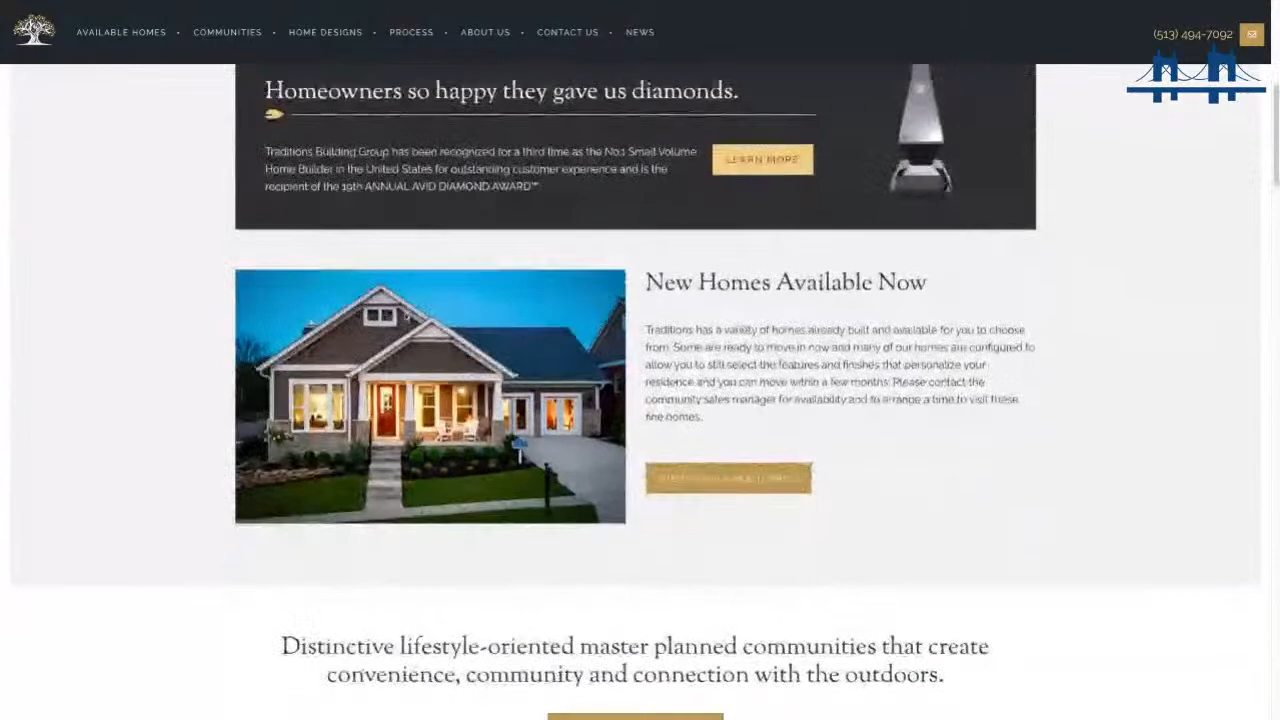 AVAILABLE HOMES • COMMUNITIES • HOME DESIGNS • PROCESS • ABOUT US • CONTACT US • NEWS
(513) 494-7092
Homeowners so happy they gave us diamonds.
Traditions Building Group has been recognized for a third time as the No.1 Small Volume
Home Builder in the United States for outstanding customer experience and is the
recipient of the 19th ANNUAL AVID DIAMOND AWARD™
LEARN MORE
New Homes Available Now
Traditions has a variety of homes already built and available for you to choose
from. Some are ready to move in now and many of our homes are configured to
allow you to still select the features and finishes that personalize your
residence and you can move within a few months. Please contact the
community sales manager for availability and to arrange a time to visit these
fine homes.
Distinctive lifestyle-oriented master planned communities that create
convenience, community and connection with the outdoors.